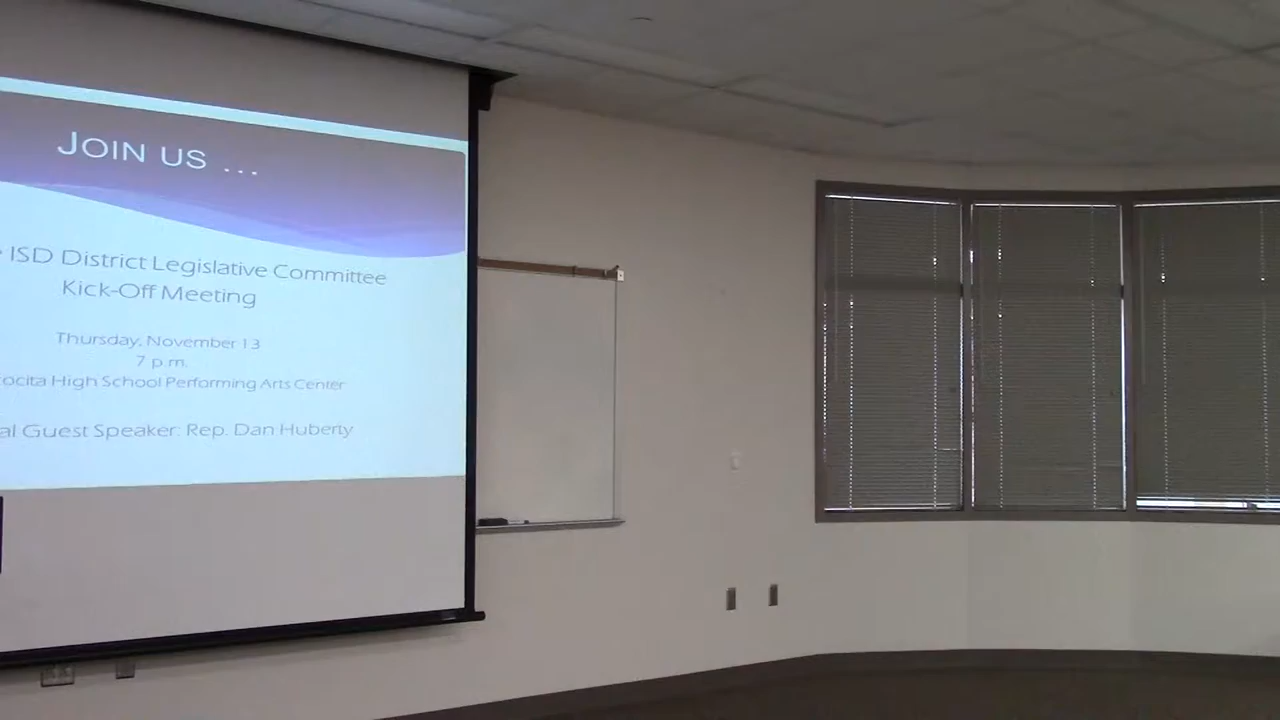 JOIN US ...
ISD District Legislative Committee
Kick-Off Meeting
Thursday, November 13
7 p.m.
High School Performing Arts Center
Guest Speaker: Rep. Dan Huberty